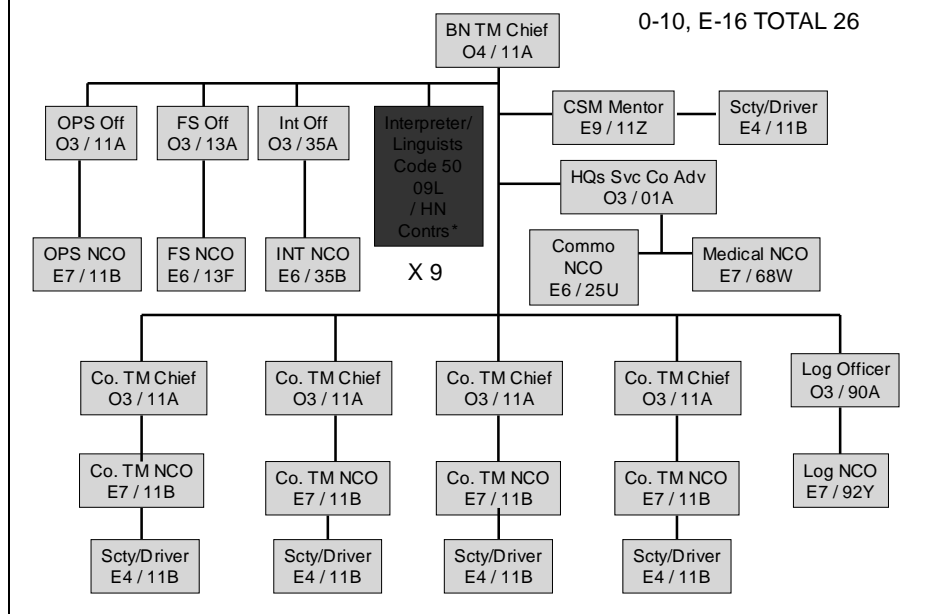 0-10, E-16 TOTAL 26
BN TM Chief
O4 / 11A
OPS Off
O3 / 11A
FS Off
O3 / 13A
Int Off
O3 / 35A
Interpreter/
Linguists
Code 50
09L
/ HN
Contrs*
CSM Mentor
E9 / 11Z
Scty/Driver
E4 / 11B
HQs Svc Co Adv
O3 / 01A
OPS NCO
E7 / 11B
FS NCO
E6 / 13F
INT NCO
E6 / 35B
X 9
Commo
NCO
E6 / 25U
Medical NCO
E7 / 68W
Co. TM Chief
O3 / 11A
Co. TM Chief
O3 / 11A
Co. TM Chief
O3 / 11A
Co. TM Chief
O3 / 11A
Log Officer
O3 / 90A
Co. TM NCO
E7 / 11B
Co. TM NCO
E7 / 11B
Co. TM NCO
E7 / 11B
Co. TM NCO
E7 / 11B
Log NCO
E7 / 92Y
Scty/Driver
E4 / 11B
Scty/Driver
E4 / 11B
Scty/Driver
E4 / 11B
Scty/Driver
E4 / 11B